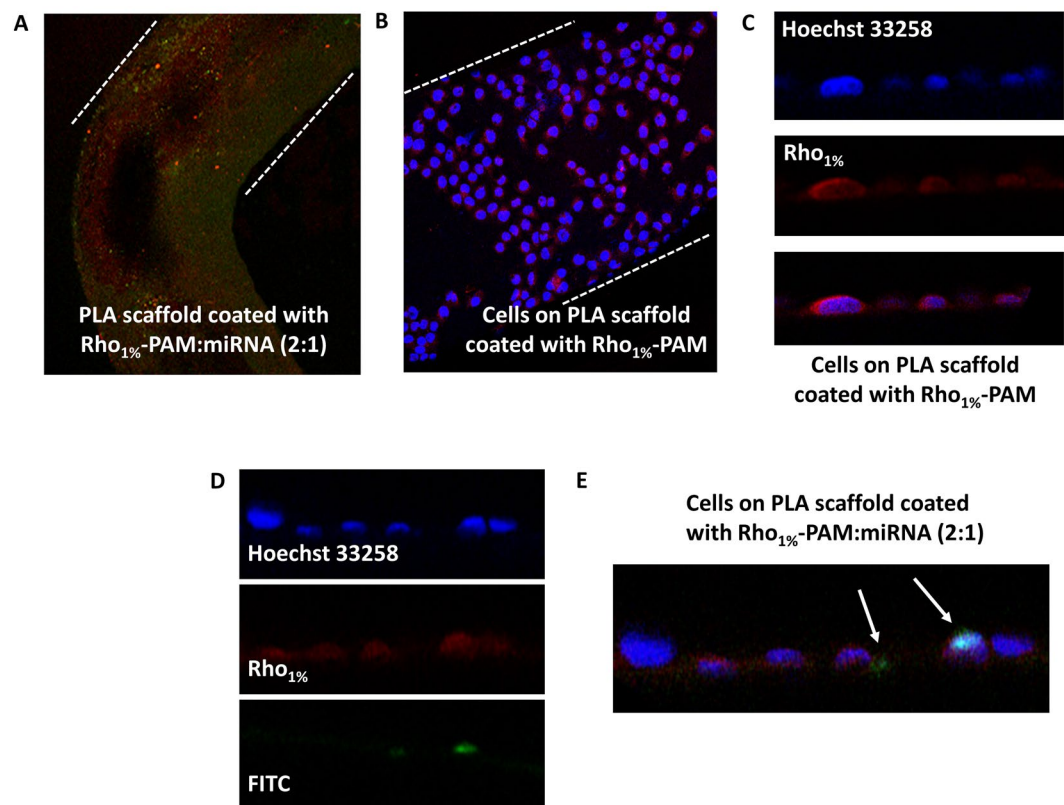 A
PLA scaffold coated with
Rho1%-PAM:miRNA (2:1)
B
Cells on PLA scaffold
coated with Rho1%-PAM
C
Hoechst 33258
Rho1%
Cells on PLA scaffold
coated with Rho1%-PAM
D
Hoechst 33258
Rho1%
FITC
E
Cells on PLA scaffold coated
with Rho1%-PAM:miRNA (2:1)